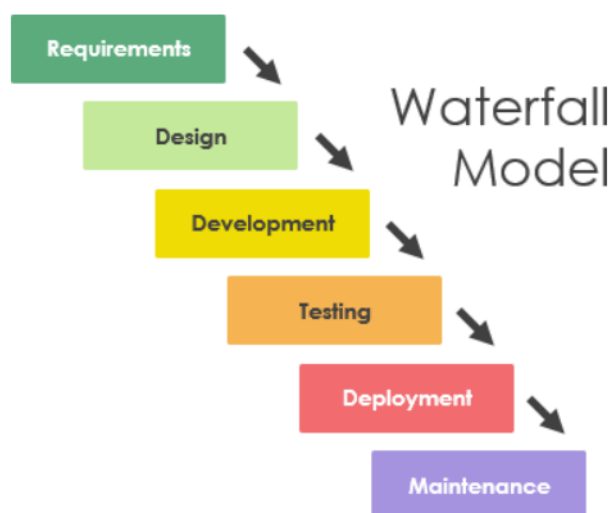 Requirements
Waterfall
Model
Design
Development
Testing
Deployment
Maintenance